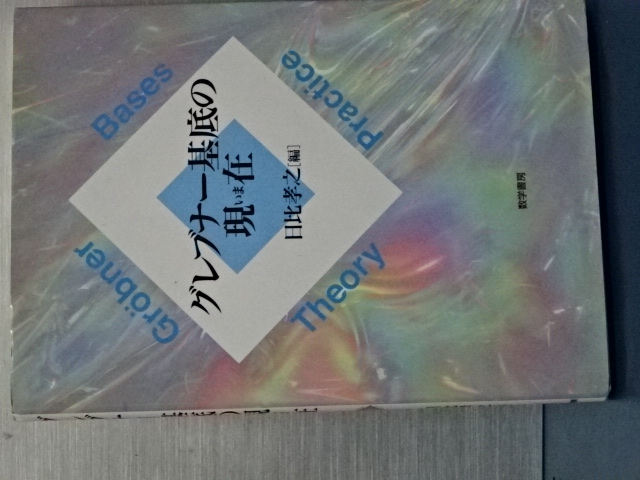 Gröbner
Bases
グレブナー基底の
現在
いま
日比孝之[編]
Theory
Practice
数学書房